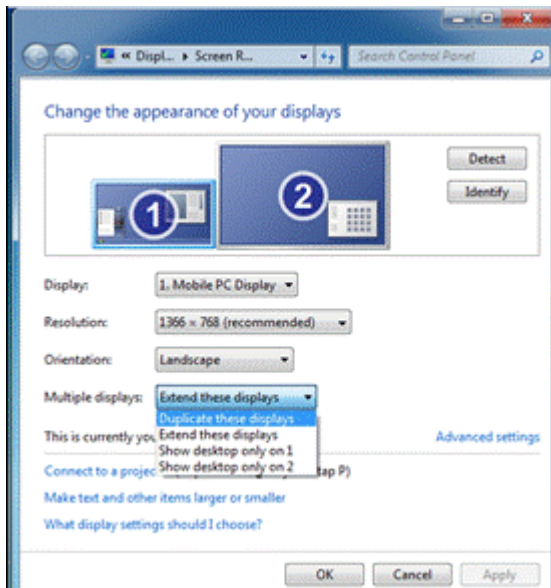 « Displ... ▸ Screen R... Search Control Panel
Change the appearance of your displays
1 2
Detect
Identify
Display: 1. Mobile PC Display
Resolution: 1366 × 768 (recommended)
Orientation: Landscape
Multiple displays: Extend these displays
Duplicate these displays
Extend these displays
Show desktop only on 1
Show desktop only on 2
This is currently yo
Advanced settings
Connect to a projec tap P)
Make text and other items larger or smaller
What display settings should I choose?
OK Cancel Apply